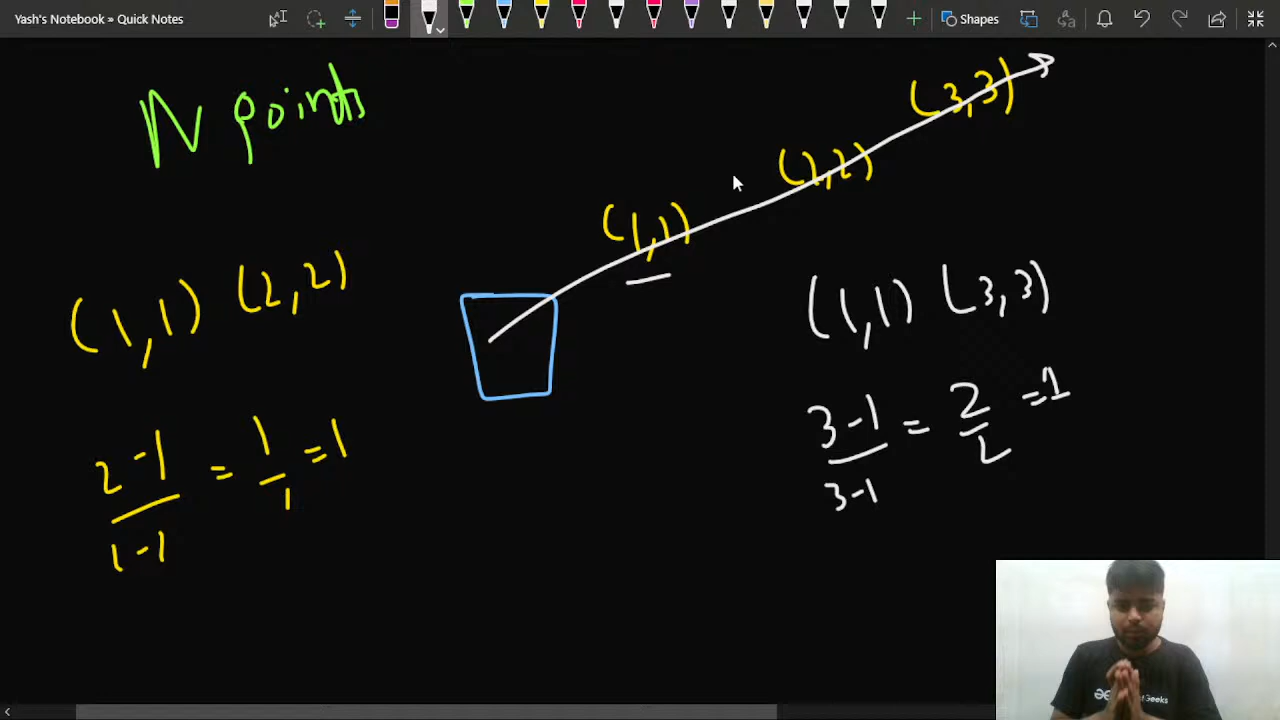 Yash's Notebook » Quick Notes
Shapes
N points
(3,3)
(2,2)
(1,1)
(1,1) (2,2)
(1,1) (3,3)
2-1 = 1 = 1
1-1 1
3-1 = 2 = 1
3-1 2
Geeks